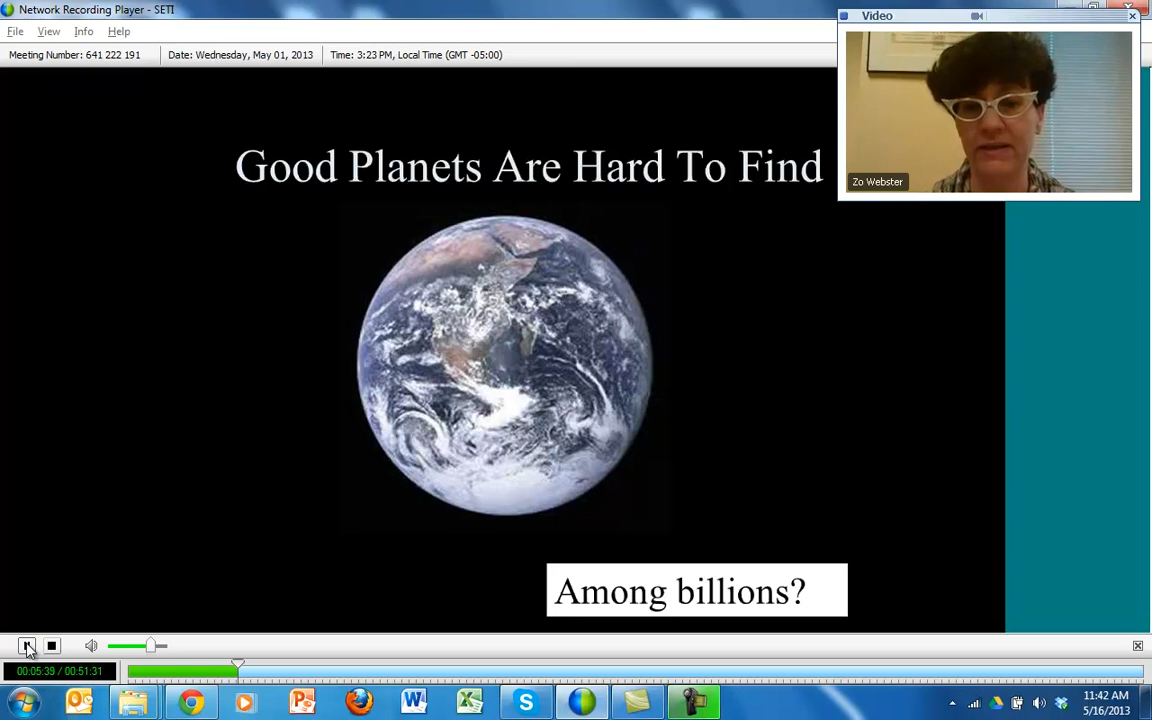 Network Recording Player - SETI
Video
File View Info Help
Meeting Number: 641 222 191 Date: Wednesday, May 01, 2013 Time: 3:23 PM, Local Time (GMT -05:00)
Zo Webster
Good Planets Are Hard To Find
Among billions?
00:05:39 / 00:51:31
11:42 AM
5/16/2013